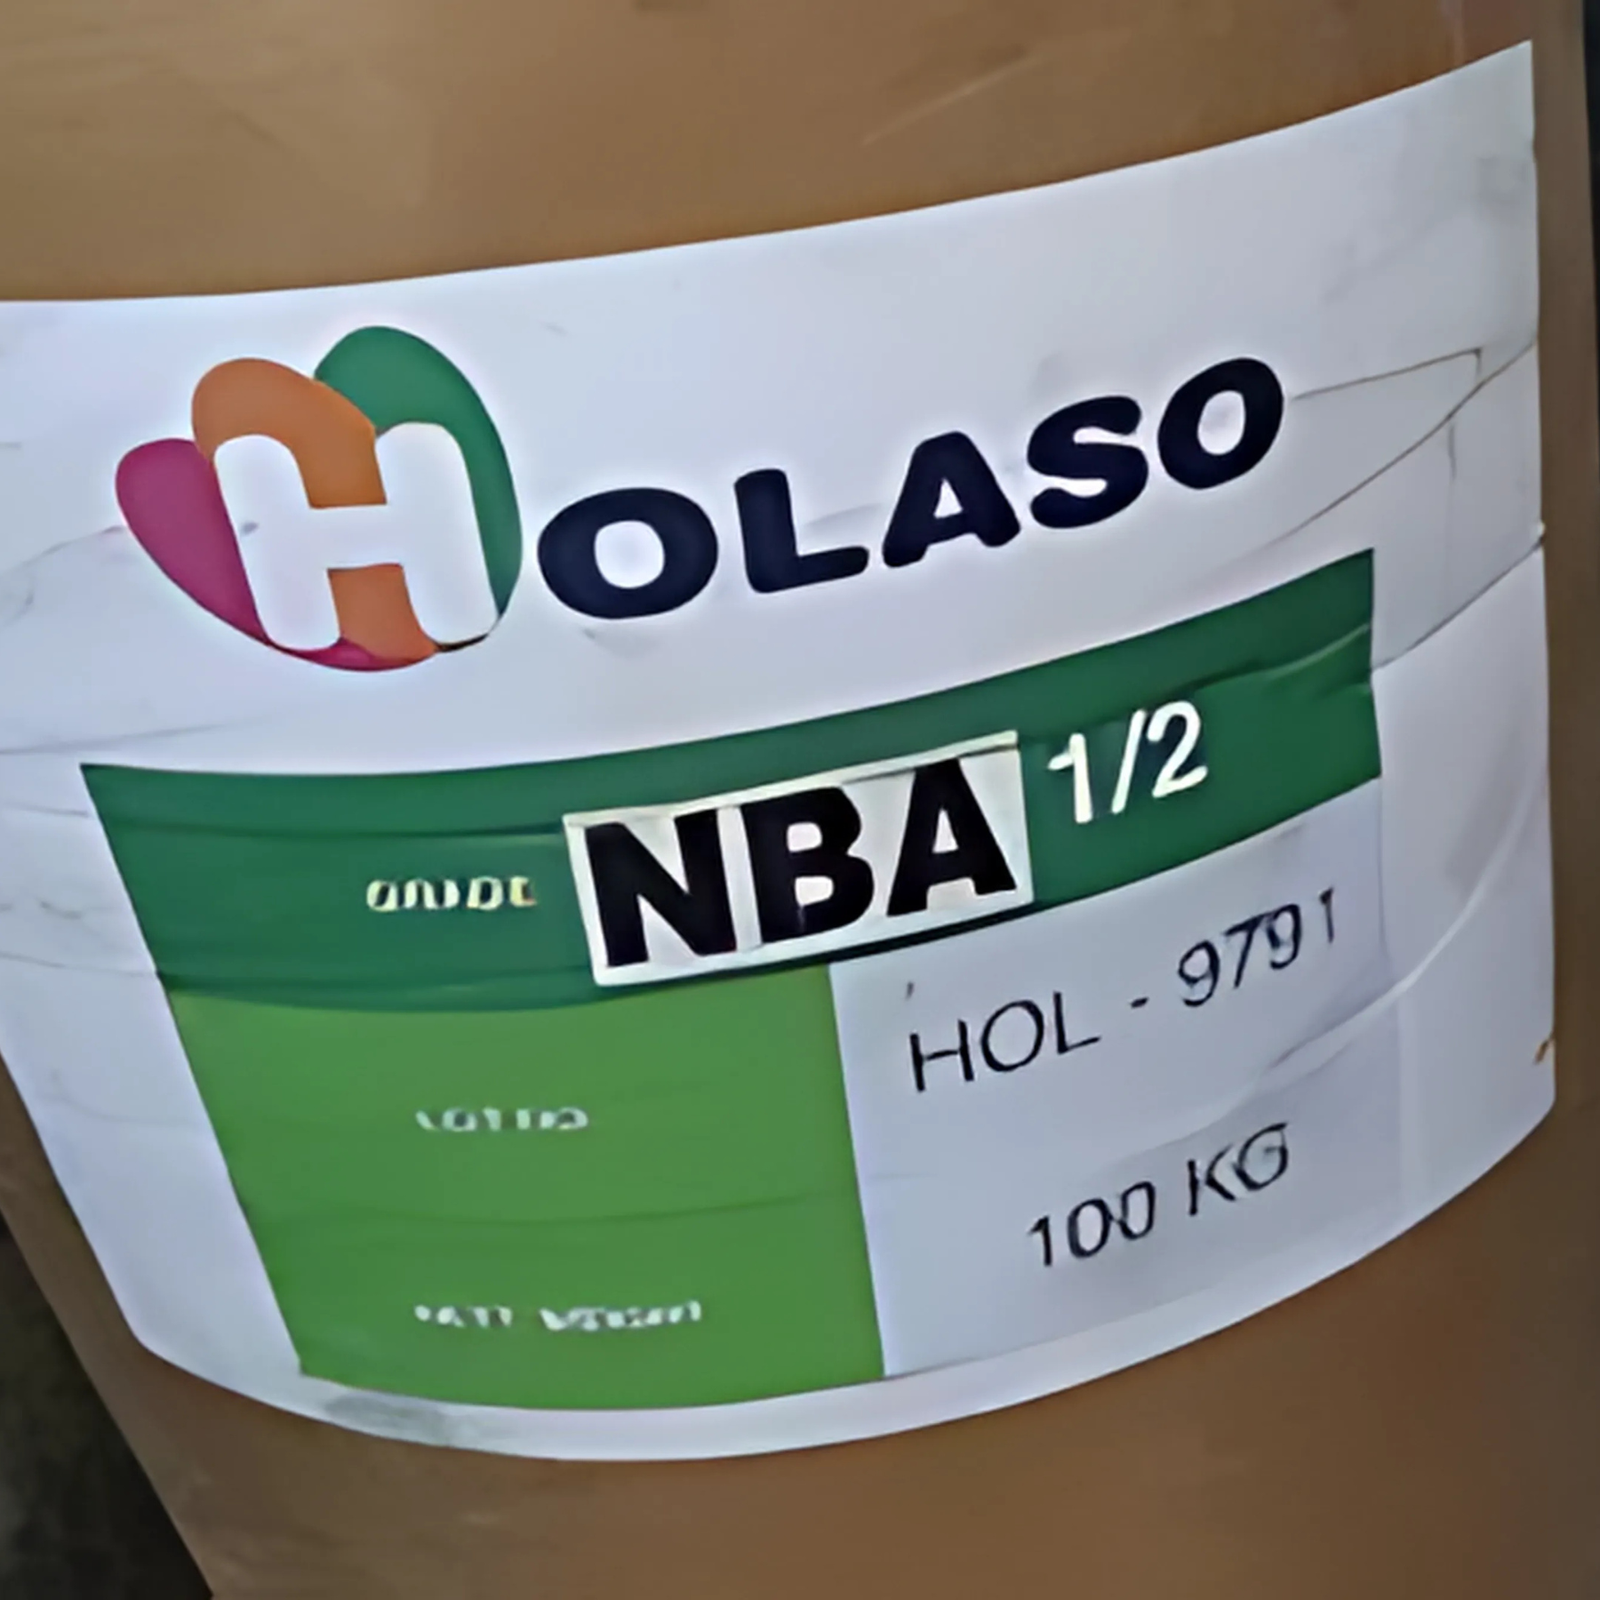 HOLASO
NBA 1/2
HOL - 9791
100 KG